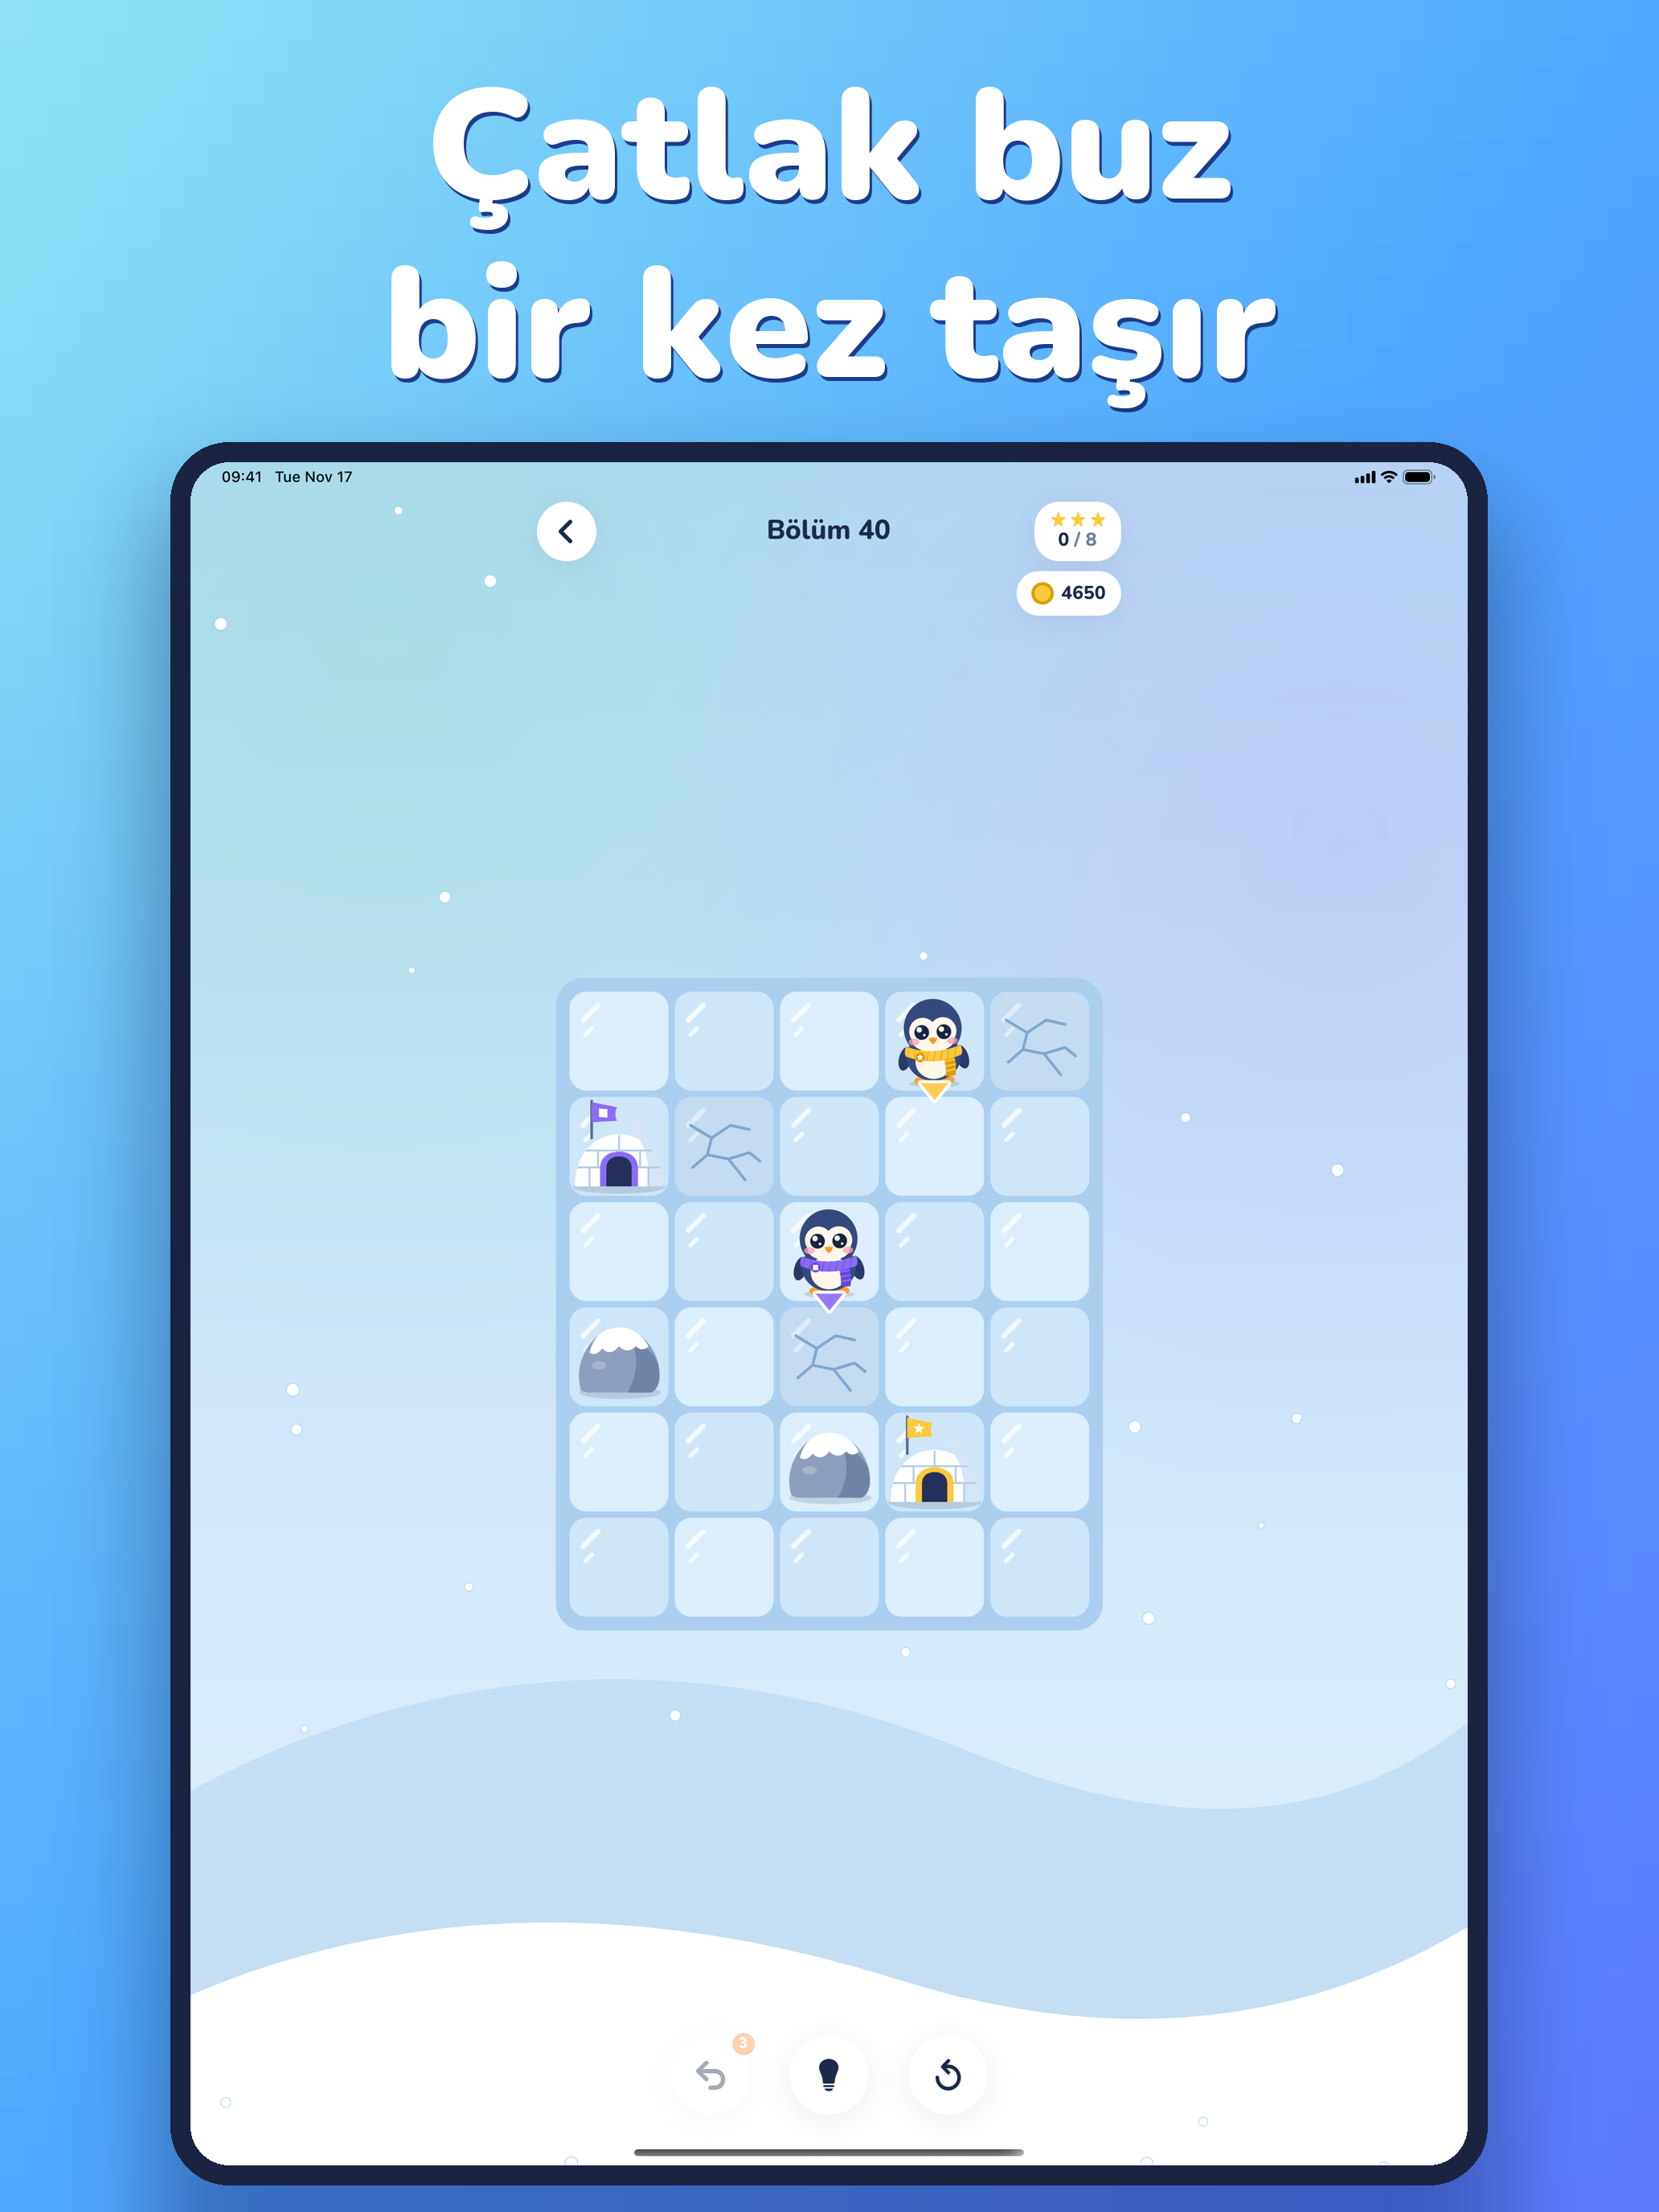 Çatlak buz
bir kez taşır
09:41 Tue Nov 17
Bölüm 40
0 / 8
4650
3